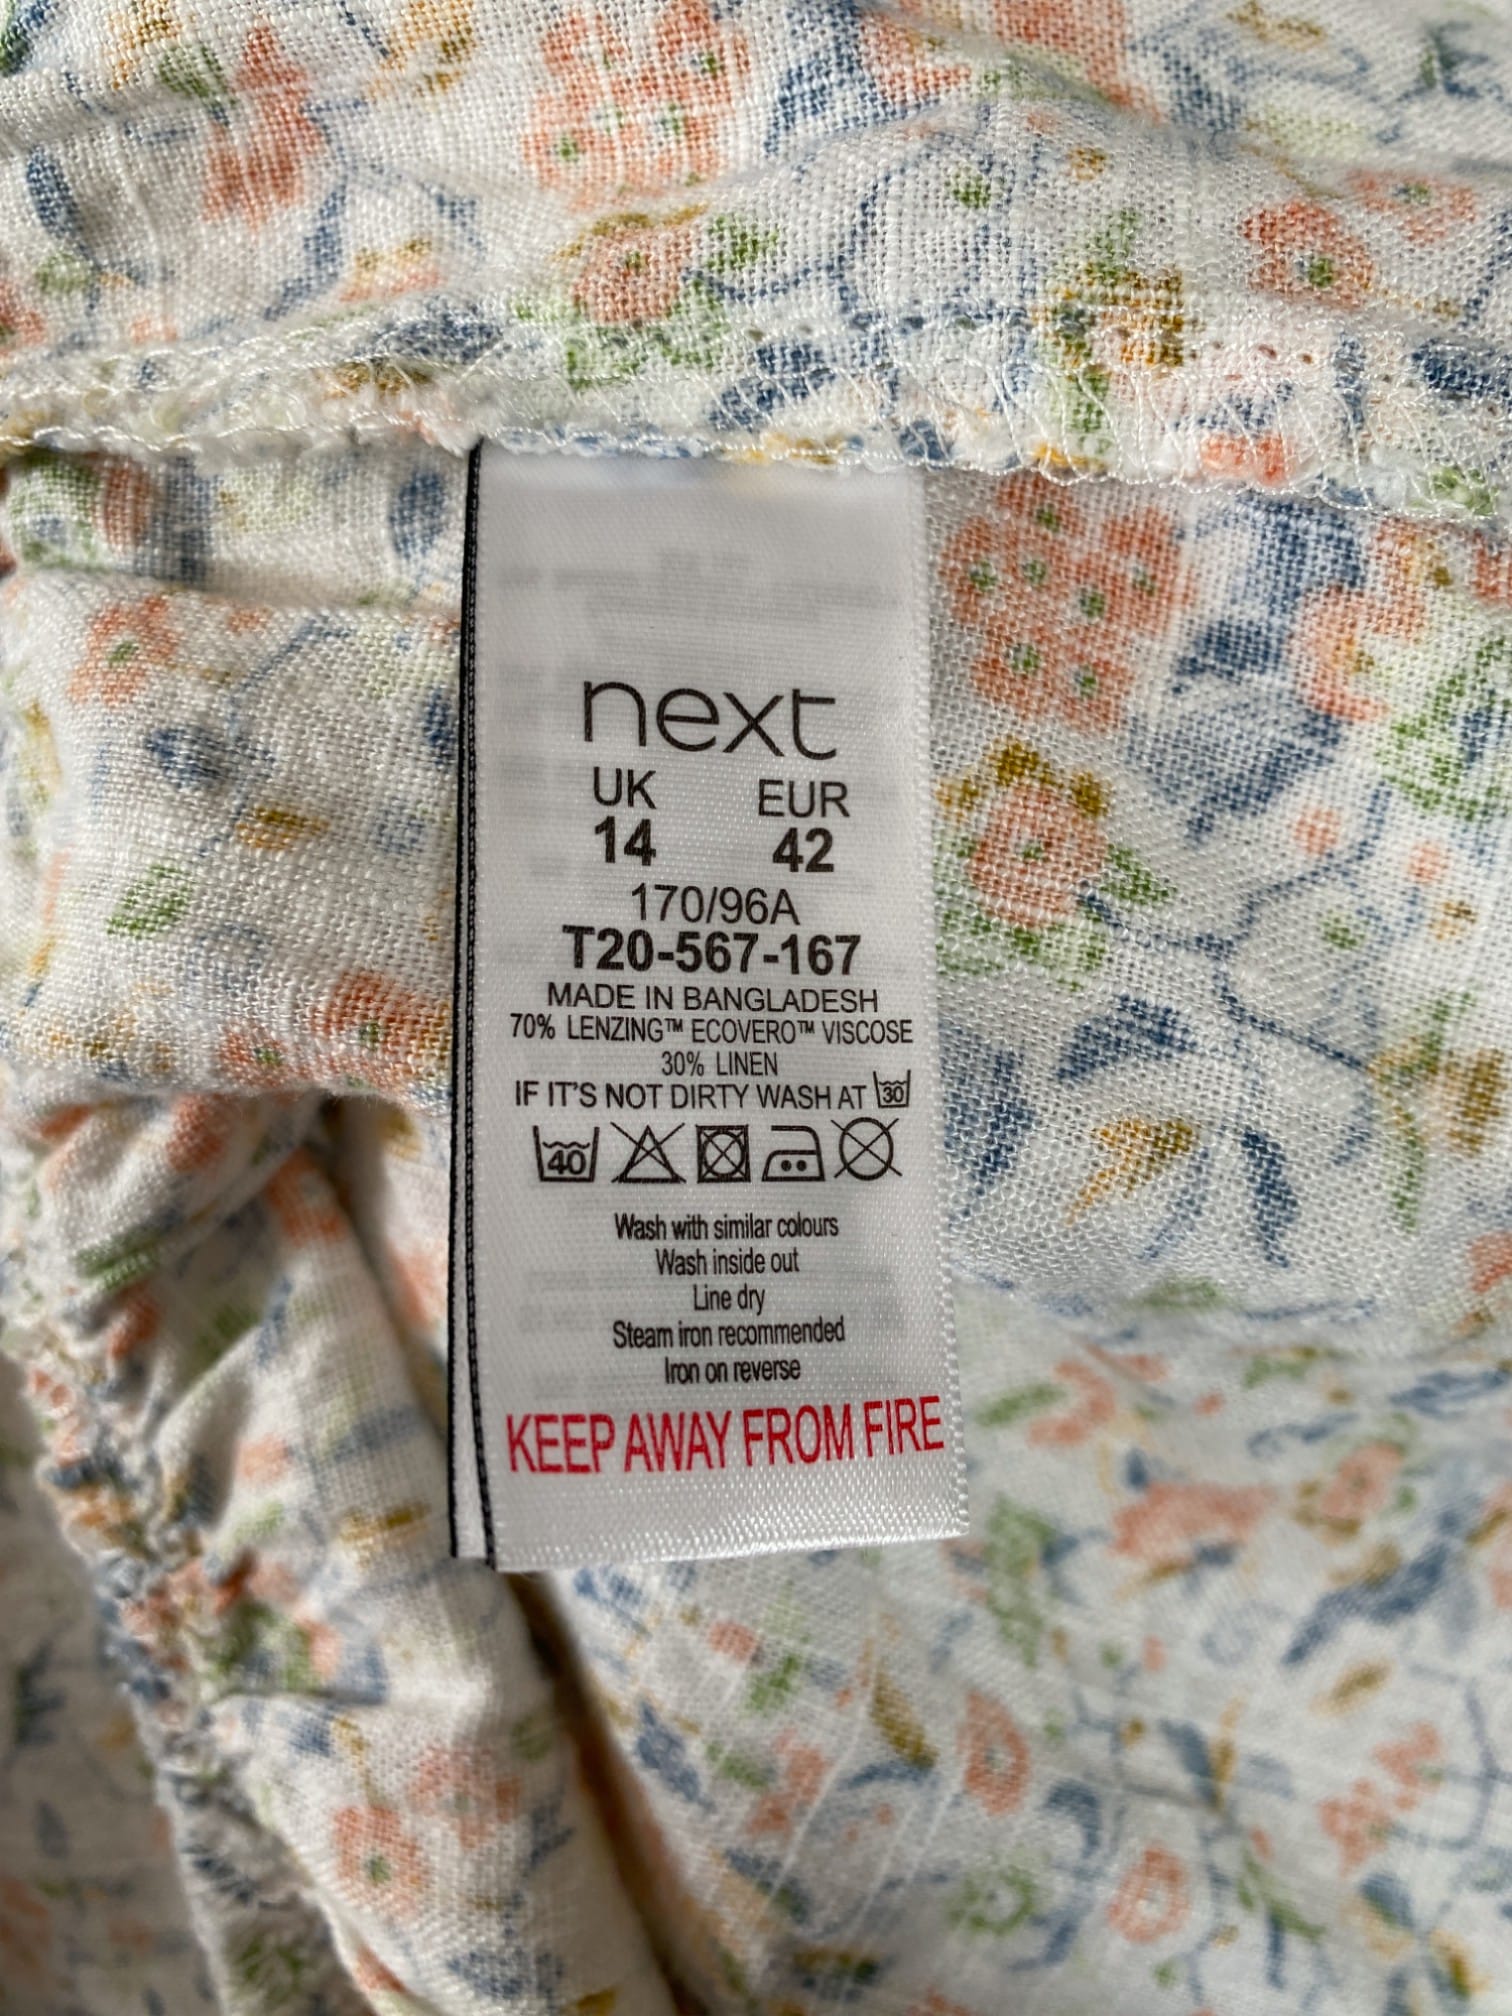 next
UK EUR
14 42
170/96A
T20-567-167
MADE IN BANGLADESH
70% LENZING™ ECOVERO™ VISCOSE
30% LINEN
IF IT'S NOT DIRTY WASH AT 30
40
Wash with similar colours
Wash inside out
Line dry
Steam iron recommended
Iron on reverse
KEEP AWAY FROM FIRE